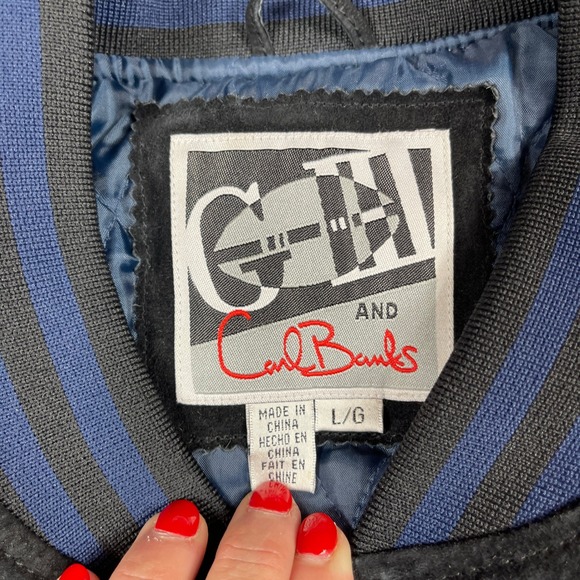 G-III
AND
Carl Banks
MADE IN
CHINA
HECHO EN
CHINA
FAIT EN
CHINE
L/G